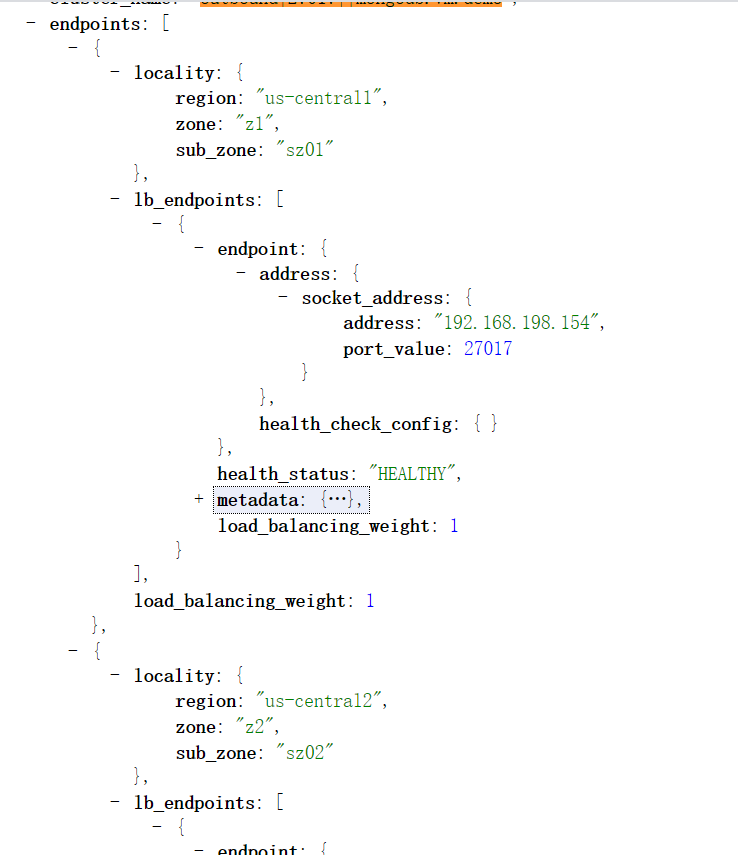 - endpoints: [
- {
- locality: {
region: "us-central1",
zone: "z1",
sub_zone: "sz01"
},
- lb_endpoints: [
- {
- endpoint: {
- address: {
- socket_address: {
address: "192.168.198.154",
port_value: 27017
}
},
health_check_config: { }
},
health_status: "HEALTHY",
+ metadata: {…},
load_balancing_weight: 1
}
],
load_balancing_weight: 1
},
- {
- locality: {
region: "us-central2",
zone: "z2",
sub_zone: "sz02"
},
- lb_endpoints: [
- {
- endpoint: {